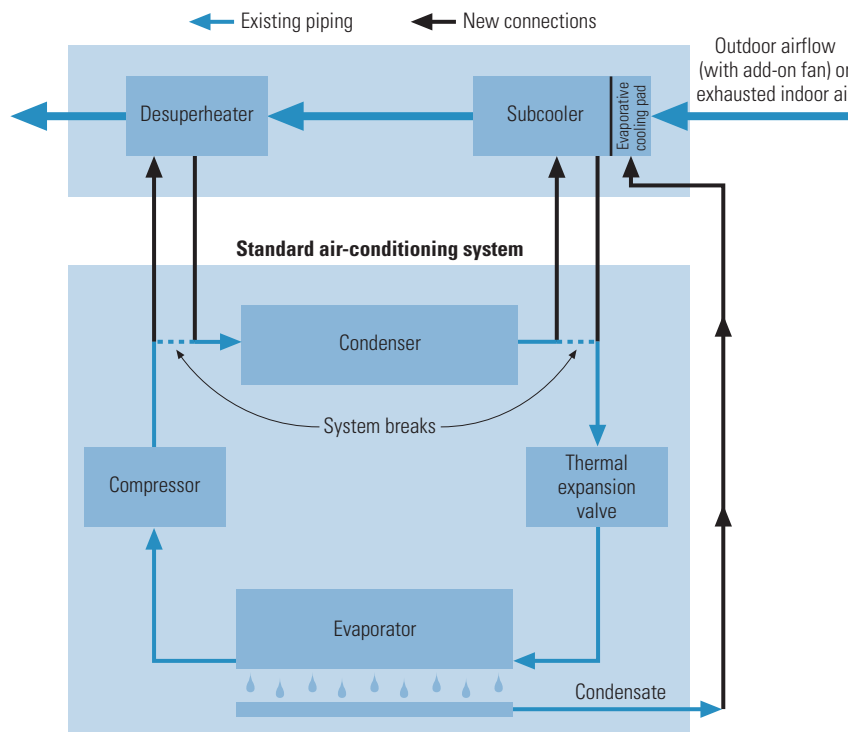 Existing piping
New connections
Outdoor airflow
(with add-on fan) or
exhausted indoor ai
Desuperheater
Subcooler
Evaporative
cooling pad
Standard air-conditioning system
Condenser
System breaks
Compressor
Thermal
expansion
valve
Evaporator
Condensate